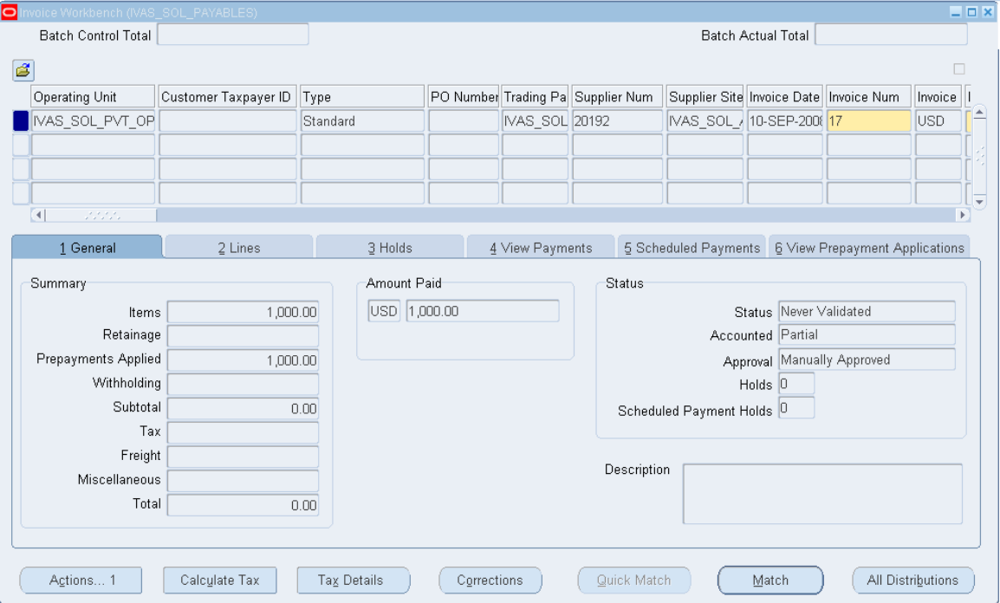 Invoice Workbench (IVAS_SOL_PAYABLES)
Batch Control Total Batch Actual Total
Operating Unit Customer Taxpayer ID Type PO Number Trading Pa Supplier Num Supplier Site Invoice Date Invoice Num Invoice
IVAS_SOL_PVT_OP Standard IVAS_SOL 20192 IVAS_SOL_ 10-SEP-200 17 USD
1 General 2 Lines 3 Holds 4 View Payments 5 Scheduled Payments 6 View Prepayment Applications
Summary Amount Paid Status
Items 1,000.00 USD 1,000.00 Status Never Validated
Retainage Accounted Partial
Prepayments Applied 1,000.00 Approval Manually Approved
Withholding Holds 0
Subtotal 0.00 Scheduled Payment Holds 0
Tax
Freight
Description
Miscellaneous
Total 0.00
Actions... 1 Calculate Tax Tax Details Corrections Quick Match Match All Distributions